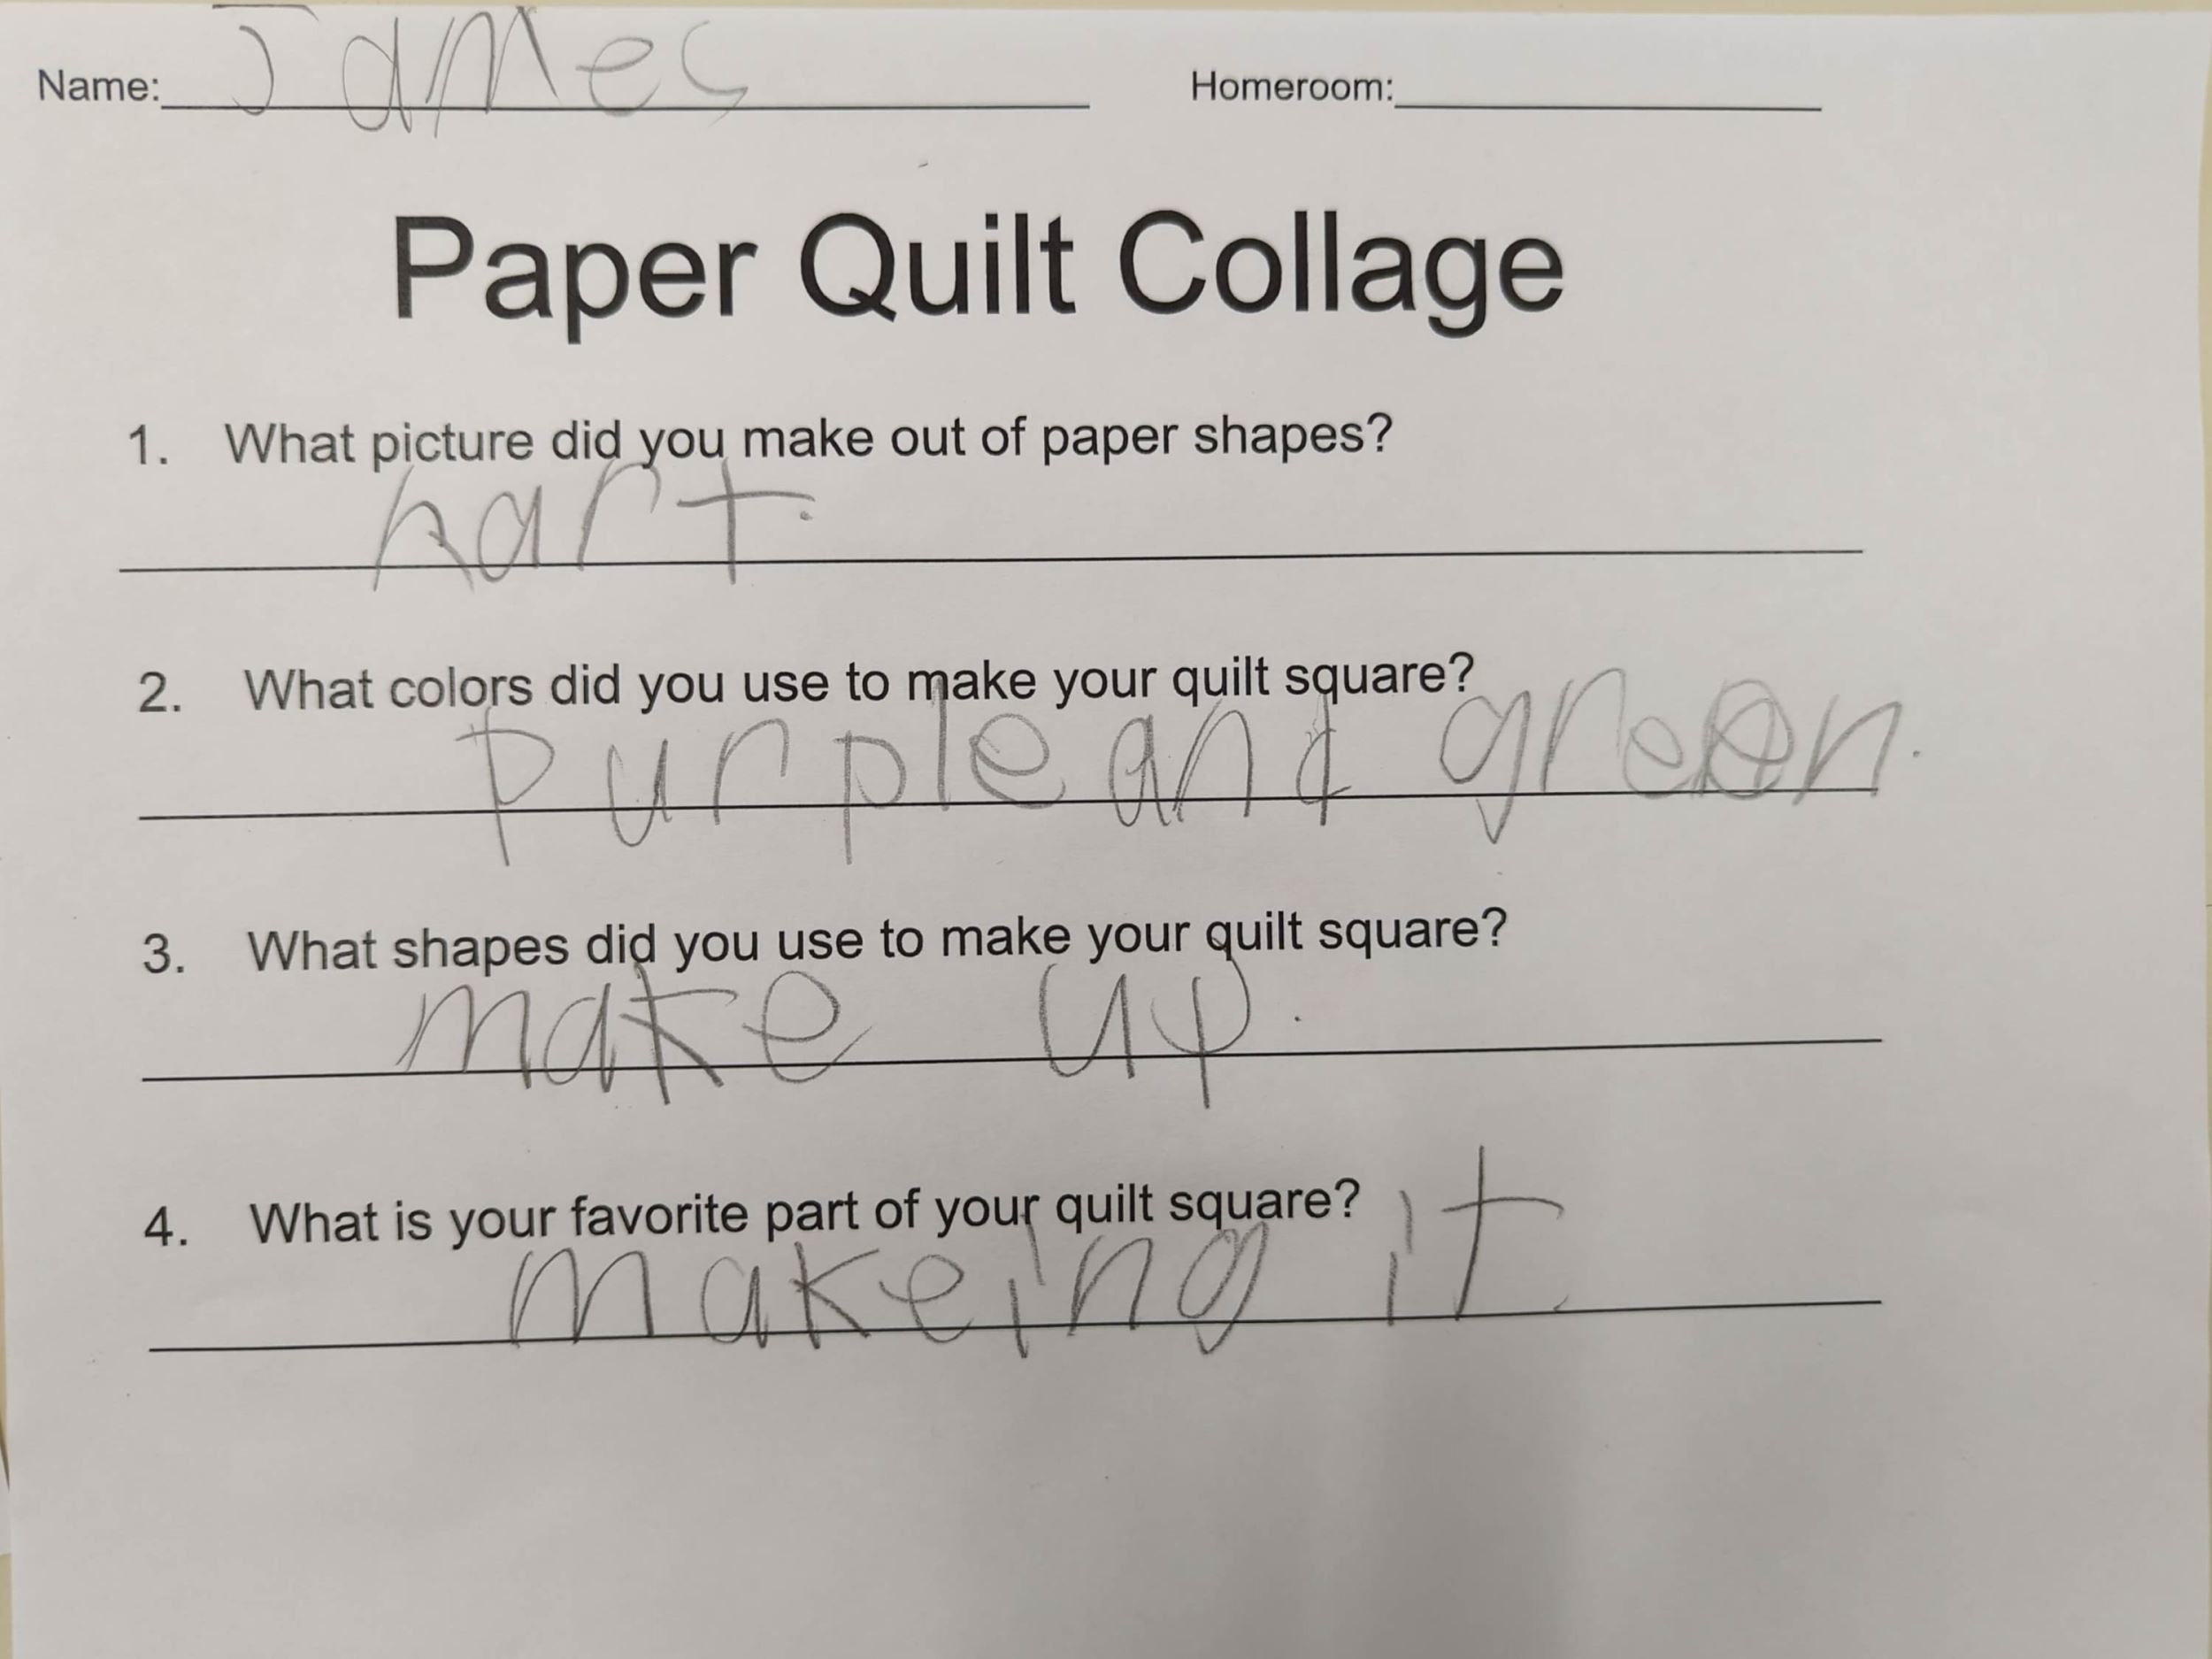 Name: James Homeroom:
Paper Quilt Collage
1. What picture did you make out of paper shapes?
hart.
2. What colors did you use to make your quilt square?
purple and green.
3. What shapes did you use to make your quilt square?
make up.
4. What is your favorite part of your quilt square?
makeing it.